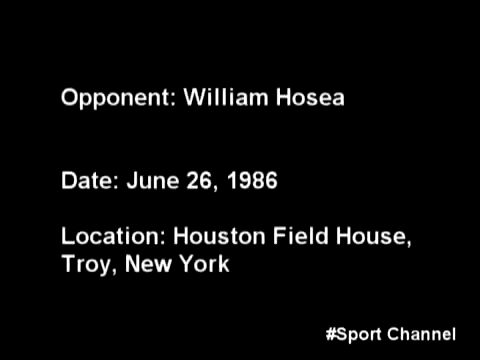 Opponent: William Hosea
Date: June 26, 1986
Location: Houston Field House,
Troy, New York
#Sport Channel